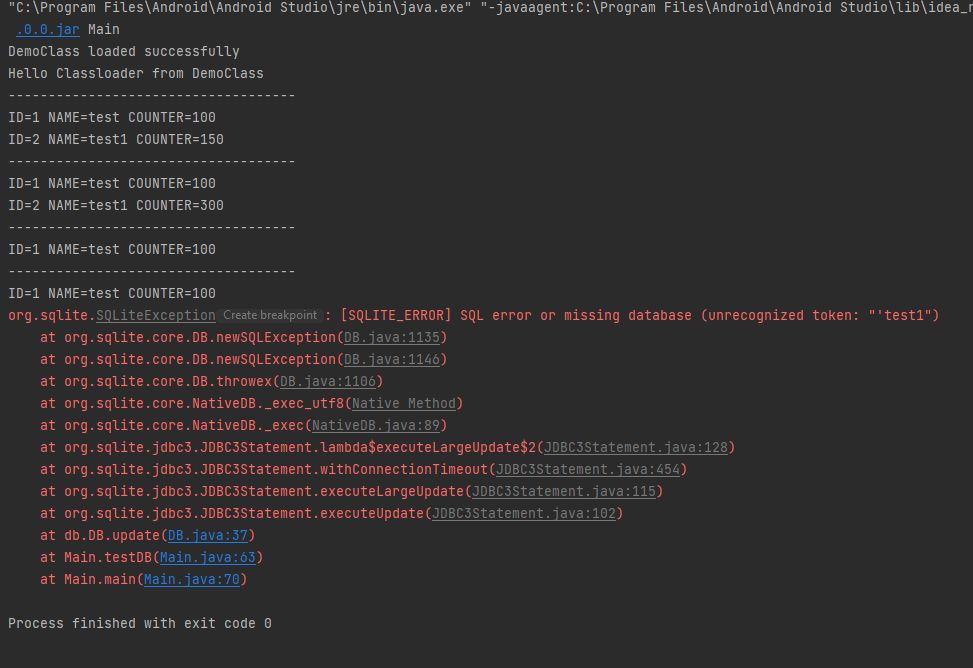 "C:\Program Files\Android\Android Studio\jre\bin\java.exe" "-javaagent:C:\Program Files\Android\Android Studio\lib\idea_r
.0.0.jar Main
DemoClass loaded successfully
Hello Classloader from DemoClass
------------------------------------
ID=1 NAME=test COUNTER=100
ID=2 NAME=test1 COUNTER=150
------------------------------------
ID=1 NAME=test COUNTER=100
ID=2 NAME=test1 COUNTER=300
------------------------------------
ID=1 NAME=test COUNTER=100
------------------------------------
ID=1 NAME=test COUNTER=100
org.sqlite.SQLiteException Create breakpoint : [SQLITE_ERROR] SQL error or missing database (unrecognized token: "'test1")
at org.sqlite.core.DB.newSQLException(DB.java:1135)
at org.sqlite.core.DB.newSQLException(DB.java:1146)
at org.sqlite.core.DB.throwex(DB.java:1106)
at org.sqlite.core.NativeDB._exec_utf8(Native Method)
at org.sqlite.core.NativeDB._exec(NativeDB.java:89)
at org.sqlite.jdbc3.JDBC3Statement.lambda$executeLargeUpdate$2(JDBC3Statement.java:128)
at org.sqlite.jdbc3.JDBC3Statement.withConnectionTimeout(JDBC3Statement.java:454)
at org.sqlite.jdbc3.JDBC3Statement.executeLargeUpdate(JDBC3Statement.java:115)
at org.sqlite.jdbc3.JDBC3Statement.executeUpdate(JDBC3Statement.java:102)
at db.DB.update(DB.java:37)
at Main.testDB(Main.java:63)
at Main.main(Main.java:70)
Process finished with exit code 0